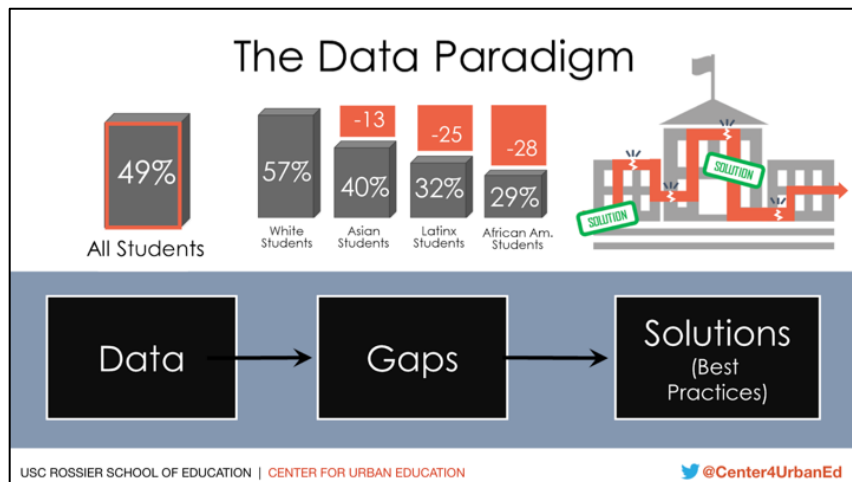 The Data Paradigm
49%
All Students
57%
White
Students
-13
40%
Asian
Students
-25
32%
Latinx
Students
-28
29%
African Am.
Students
SOLUTION
SOLUTION
Data
Gaps
Solutions
(Best
Practices)
USC ROSSIER SCHOOL OF EDUCATION | CENTER FOR URBAN EDUCATION
@Center4UrbanEd